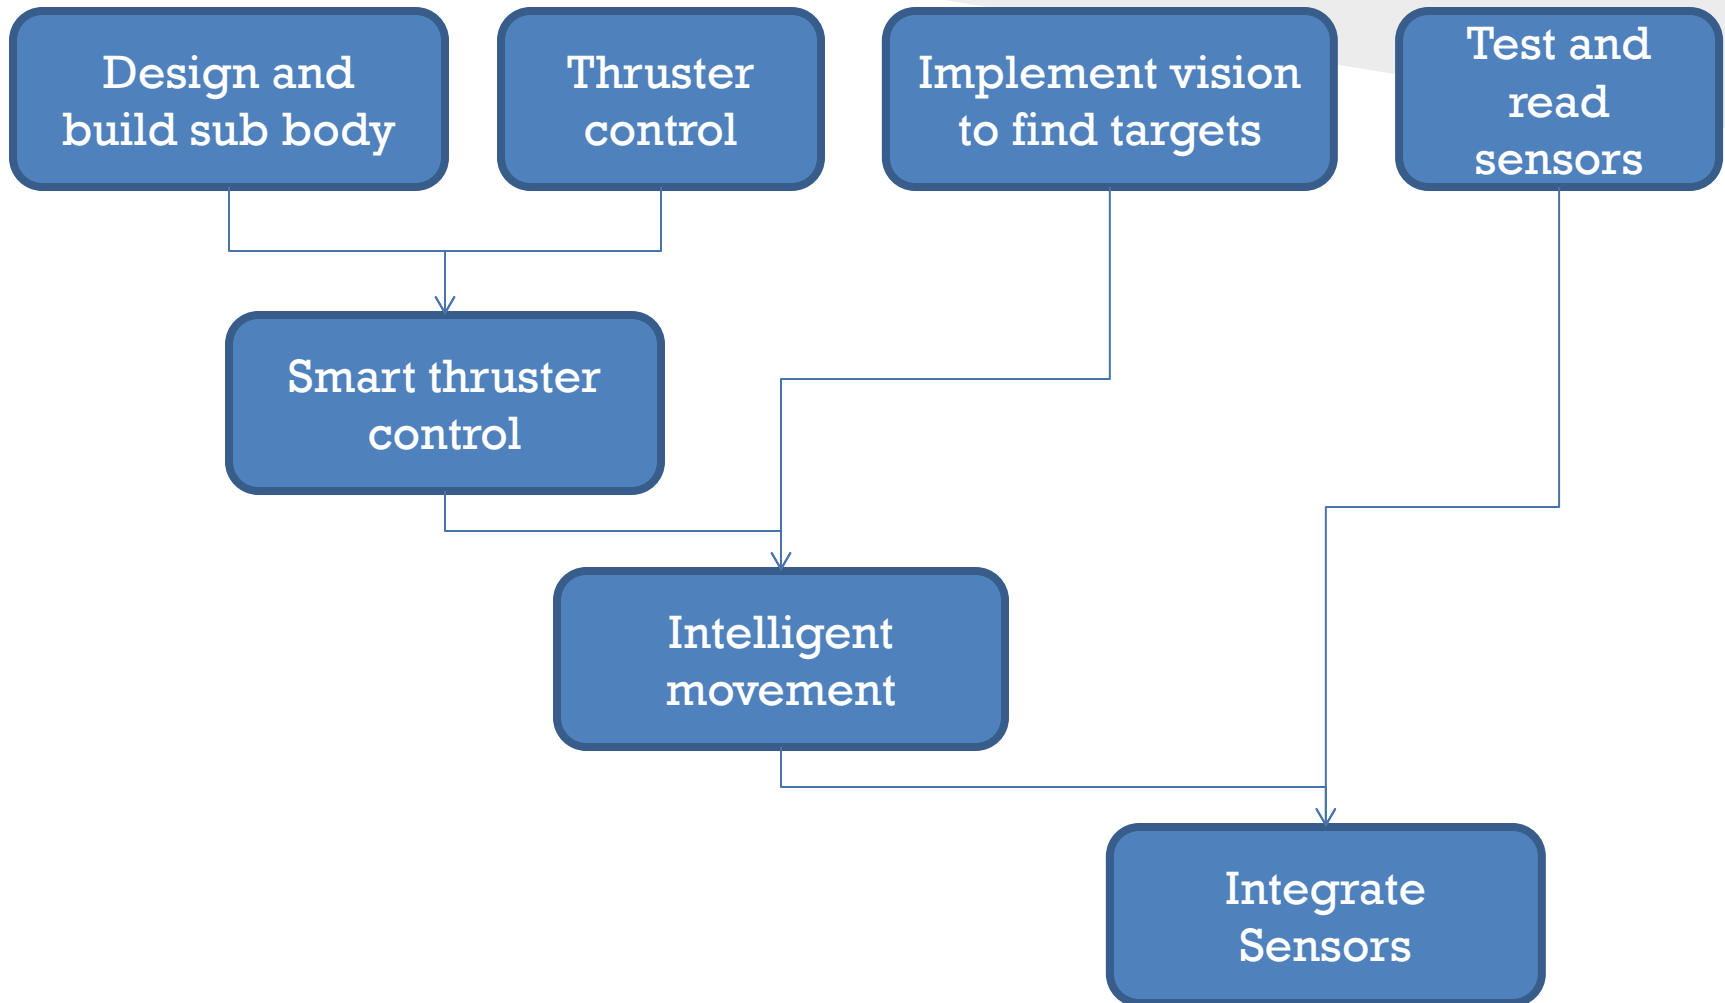 Design and
build sub body
Thruster
control
Implement vision
to find targets
Test and
read
sensors
Smart thruster
control
Intelligent
movement
Integrate
Sensors